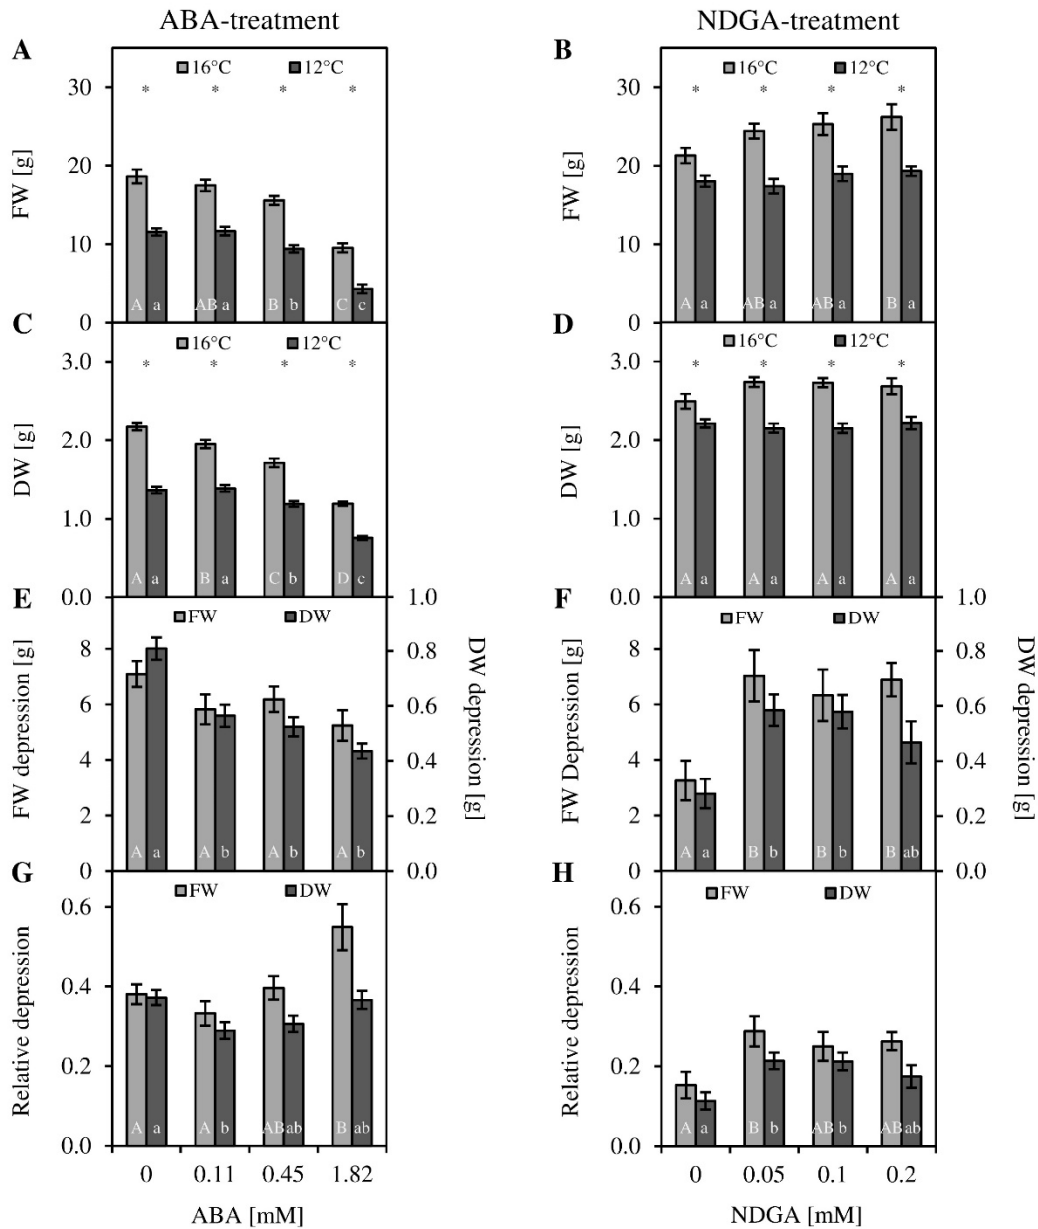 ABA-treatment
NDGA-treatment
A
16°C 12°C
* * * *
FW [g]
30
20
10
0
A a AB a B b C c
B
16°C 12°C
* * * *
FW [g]
30
20
10
0
A a AB a AB a B a
C
16°C 12°C
* * * *
DW [g]
3.0
2.0
1.0
0.0
A a B a C b D c
D
16°C 12°C
* * * *
DW [g]
3.0
2.0
1.0
0.0
A a A a A a A a
E
FW DW
FW depression [g]
8
6
4
2
0
A a A b A b A b
1.0
0.8
0.6
0.4
0.2
0.0
DW depression [g]
F
FW DW
FW Depression [g]
8
6
4
2
0
A a B b B b B ab
1.0
0.8
0.6
0.4
0.2
0.0
DW depression [g]
G
FW DW
Relative depression
0.6
0.4
0.2
0.0
A a A b AB ab B ab
0 0.11 0.45 1.82
ABA [mM]
H
FW DW
Relative depression
0.6
0.4
0.2
0.0
A a B b AB b AB ab
0 0.05 0.1 0.2
NDGA [mM]